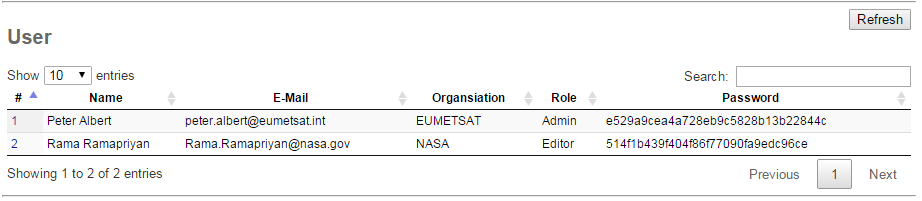 Refresh
User
Show 10 entries Search:
# Name E-Mail Organsiation Role Password
1 Peter Albert peter.albert@eumetsat.int EUMETSAT Admin e529a9cea4a728eb9c5828b13b22844c
2 Rama Ramapriyan Rama.Ramapriyan@nasa.gov NASA Editor 514f1b439f404f86f77090fa9edc96ce
Showing 1 to 2 of 2 entries Previous 1 Next